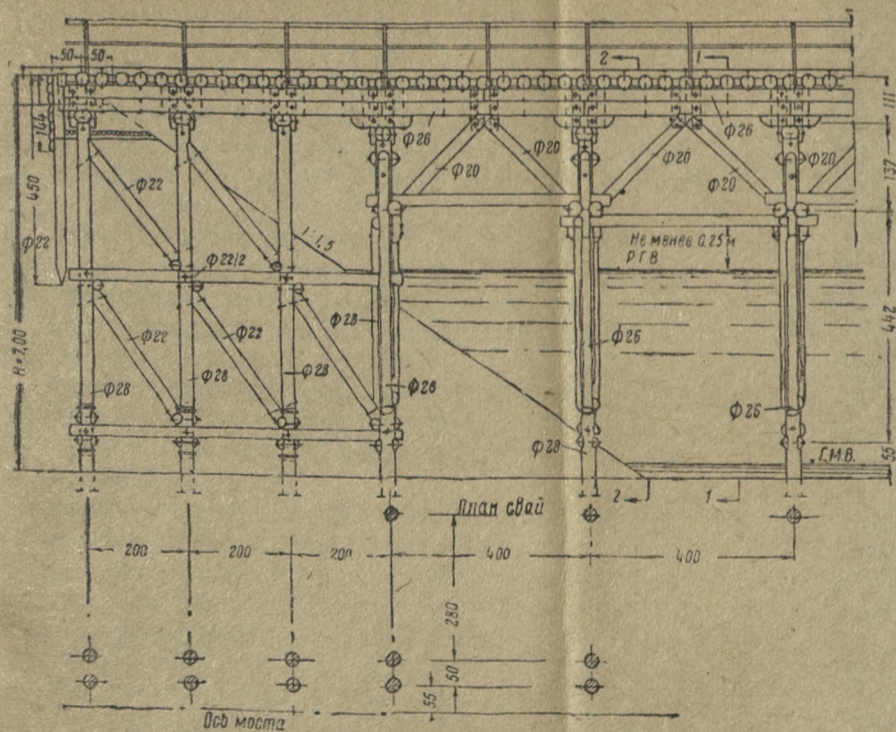 50 50
2
1
111
144
Ф26
Ф26
450
Ф22
Ф20
Ф20
Ф20
Ф20
Ф20
137
1:1,5
Не менее 0,25 м
Р.Г.В.
Ф22
Ф22/2
H=7,00
Ф22
Ф22
Ф28
Ф26
442
Ф28
Ф28
Ф28
Ф28
Ф26
Ф28
Г.М.В.
55
План свай
2
1
200
200
200
400
400
280
50
55
Ось моста